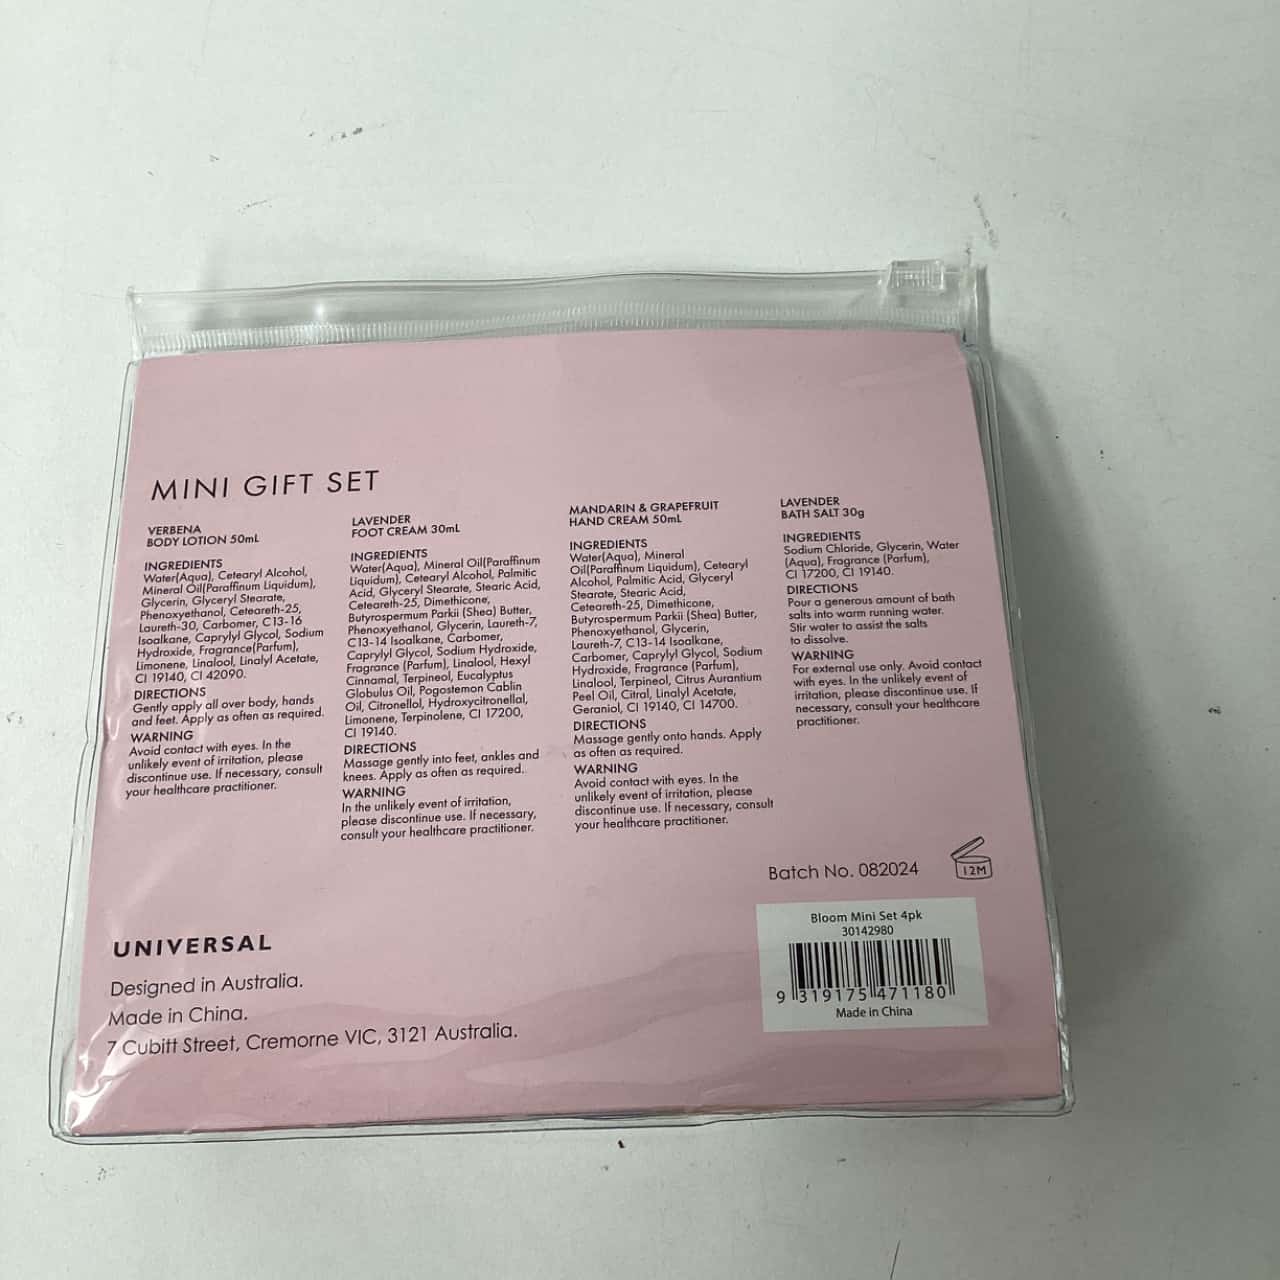 MINI GIFT SET
VERBENA
BODY LOTION 50mL
INGREDIENTS
Water(Aqua), Cetearyl Alcohol,
Mineral Oil(Paraffinum Liquidum),
Glycerin, Glyceryl Stearate,
Phenoxyethanol, Ceteareth-25,
Laureth-30, Carbomer, C13-16
Isoalkane, Caprylyl Glycol, Sodium
Hydroxide, Fragrance(Parfum),
Limonene, Linalool, Linalyl Acetate,
CI 19140, CI 42090.
DIRECTIONS
Gently apply all over body, hands
and feet. Apply as often as required.
WARNING
Avoid contact with eyes. In the
unlikely event of irritation, please
discontinue use. If necessary, consult
your healthcare practitioner.
LAVENDER
FOOT CREAM 30mL
INGREDIENTS
Water(Aqua), Mineral Oil(Paraffinum
Liquidum), Cetearyl Alcohol, Palmitic
Acid, Glyceryl Stearate, Stearic Acid,
Ceteareth-25, Dimethicone,
Butyrospermum Parkii (Shea) Butter,
Phenoxyethanol, Glycerin, Laureth-7,
C13-14 Isoalkane, Carbomer,
Caprylyl Glycol, Sodium Hydroxide,
Fragrance (Parfum), Linalool, Hexyl
Cinnamal, Terpineol, Eucalyptus
Globulus Oil, Pogostemon Cablin
Oil, Citronellol, Hydroxycitronellal,
Limonene, Terpinolene, CI 17200,
CI 19140.
DIRECTIONS
Massage gently into feet, ankles and
knees. Apply as often as required.
WARNING
In the unlikely event of irritation,
please discontinue use. If necessary,
consult your healthcare practitioner.
MANDARIN & GRAPEFRUIT
HAND CREAM 50mL
INGREDIENTS
Water(Aqua), Mineral
Oil(Paraffinum Liquidum), Cetearyl
Alcohol, Palmitic Acid, Glyceryl
Stearate, Stearic Acid,
Ceteareth-25, Dimethicone,
Butyrospermum Parkii (Shea) Butter,
Phenoxyethanol, Glycerin,
Laureth-7, C13-14 Isoalkane,
Carbomer, Caprylyl Glycol, Sodium
Hydroxide, Fragrance (Parfum),
Linalool, Terpineol, Citrus Aurantium
Peel Oil, Citral, Linalyl Acetate,
Geraniol, CI 19140, CI 14700.
DIRECTIONS
Massage gently onto hands. Apply
as often as required.
WARNING
Avoid contact with eyes. In the
unlikely event of irritation, please
discontinue use. If necessary, consult
your healthcare practitioner.
LAVENDER
BATH SALT 30g
INGREDIENTS
Sodium Chloride, Glycerin, Water
(Aqua), Fragrance (Parfum),
CI 17200, CI 19140.
DIRECTIONS
Pour a generous amount of bath
salts into warm running water.
Stir water to assist the salts
to dissolve.
WARNING
For external use only. Avoid contact
with eyes. In the unlikely event of
irritation, please discontinue use. If
necessary, consult your healthcare
practitioner.
Batch No. 082024
12M
UNIVERSAL
Designed in Australia.
Made in China.
7 Cubitt Street, Cremorne VIC, 3121 Australia.
Bloom Mini Set 4pk
30142980
9 319175 471180
Made in China